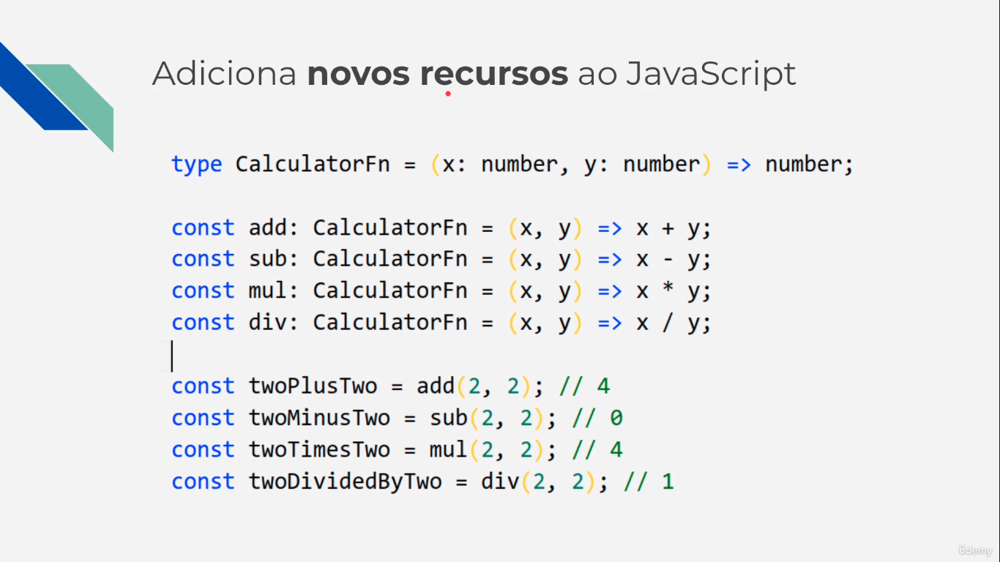 Adiciona novos recursos ao JavaScript
type CalculatorFn = (x: number, y: number) => number;
const add: CalculatorFn = (x, y) => x + y;
const sub: CalculatorFn = (x, y) => x - y;
const mul: CalculatorFn = (x, y) => x * y;
const div: CalculatorFn = (x, y) => x / y;
const twoPlusTwo = add(2, 2); // 4
const twoMinusTwo = sub(2, 2); // 0
const twoTimesTwo = mul(2, 2); // 4
const twoDividedByTwo = div(2, 2); // 1
ûdemy